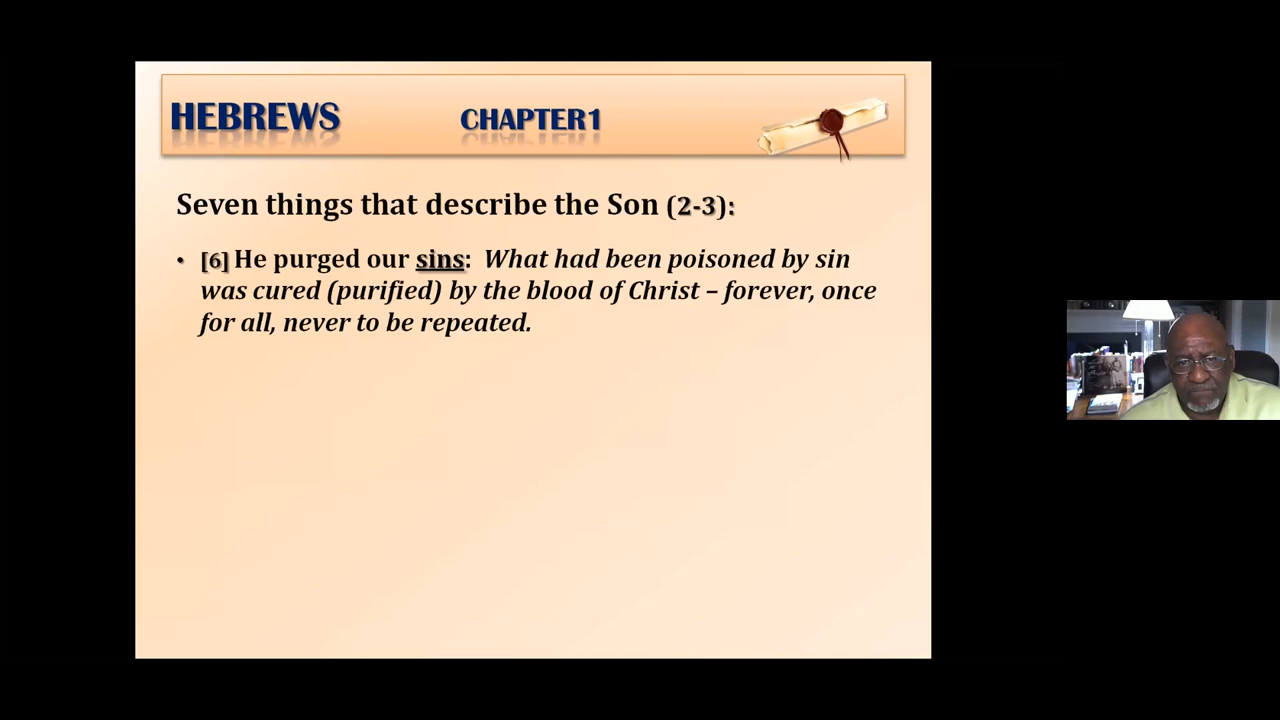 HEBREWS CHAPTER1
Seven things that describe the Son (2-3):
• [6] He purged our sins: What had been poisoned by sin
was cured (purified) by the blood of Christ – forever, once
for all, never to be repeated.